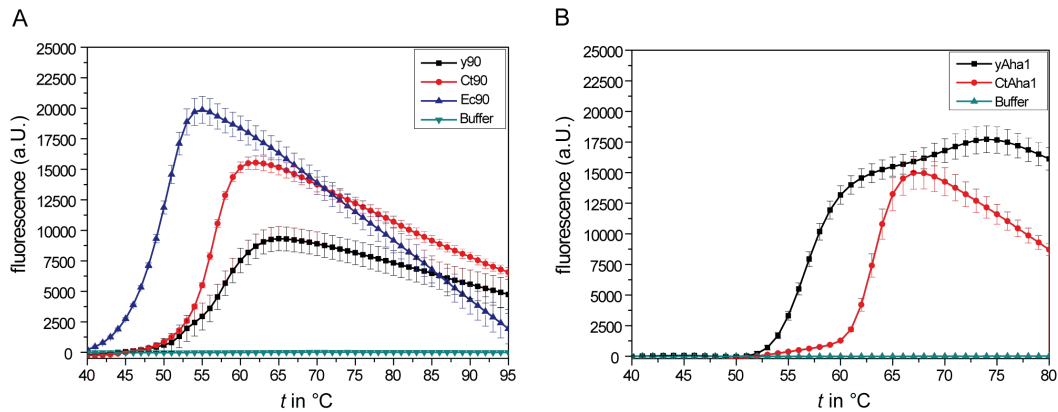 A
25000
22500
20000
17500
15000
12500
10000
7500
5000
2500
0
fluorescence (a.U.)
y90
Ct90
Ec90
Buffer
40 45 50 55 60 65 70 75 80 85 90 95
t in °C
B
25000
22500
20000
17500
15000
12500
10000
7500
5000
2500
0
fluorescence (a.U.)
yAha1
CtAha1
Buffer
40 45 50 55 60 65 70 75 80
t in °C